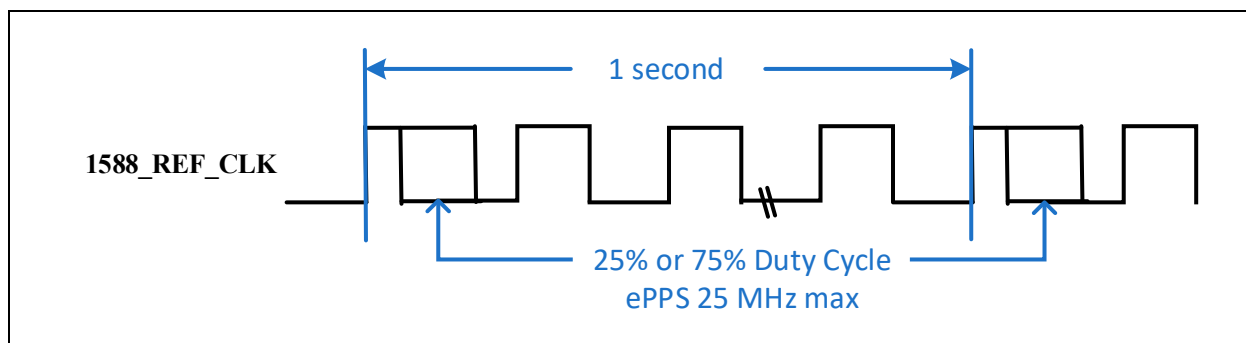 1 second
1588_REF_CLK
25% or 75% Duty Cycle
ePPS 25 MHz max